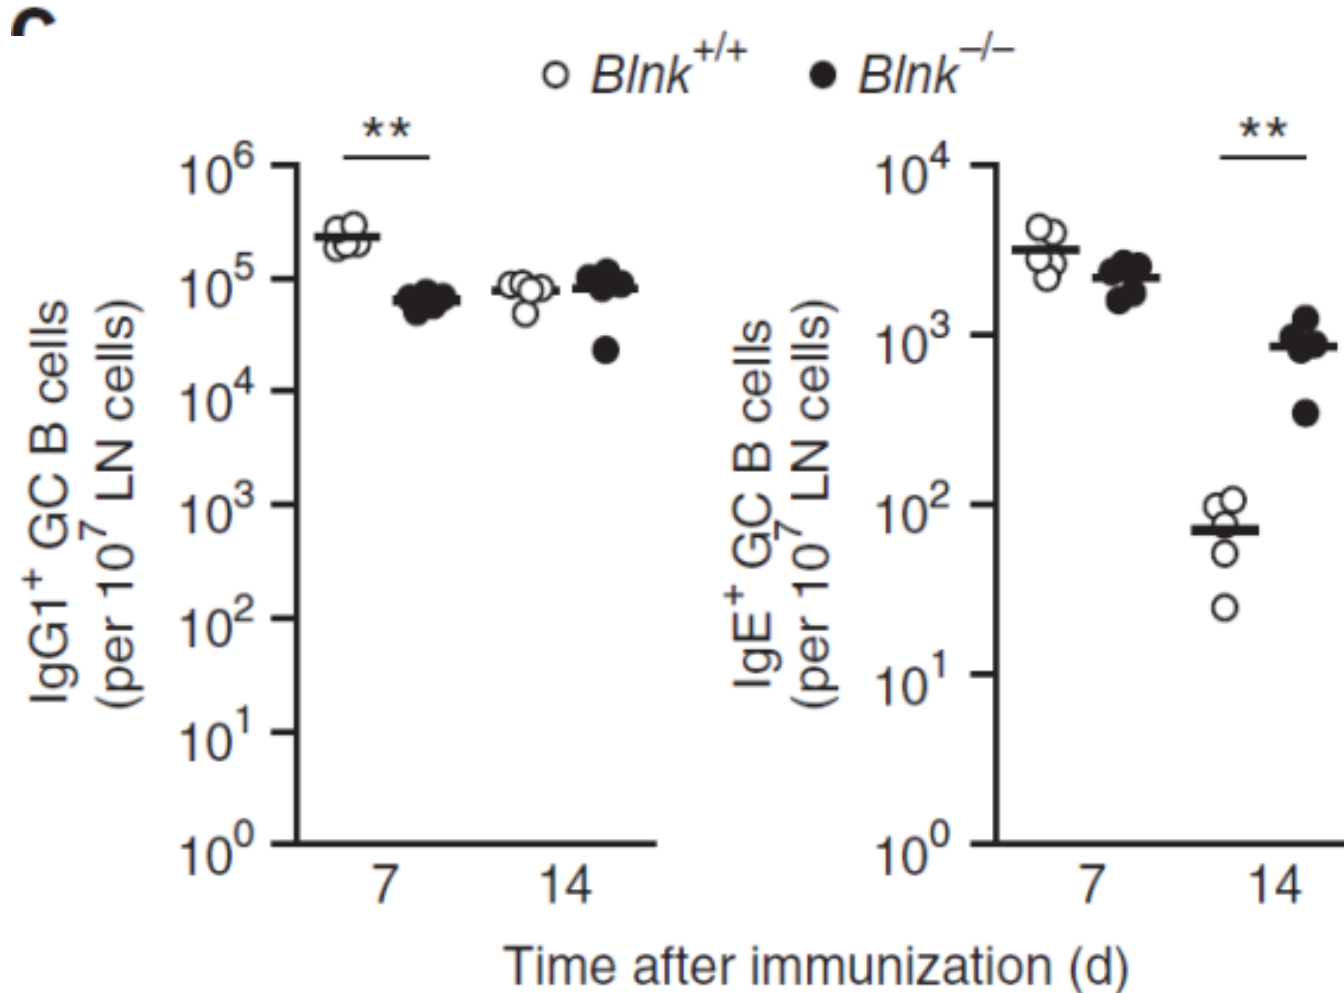 c
Blnk+/+ Blnk–/–
** **
IgG1+ GC B cells
(per 10^7 LN cells)
10^6
10^5
10^4
10^3
10^2
10^1
10^0
7 14
IgE+ GC B cells
(per 10^7 LN cells)
10^4
10^3
10^2
10^1
10^0
7 14
Time after immunization (d)